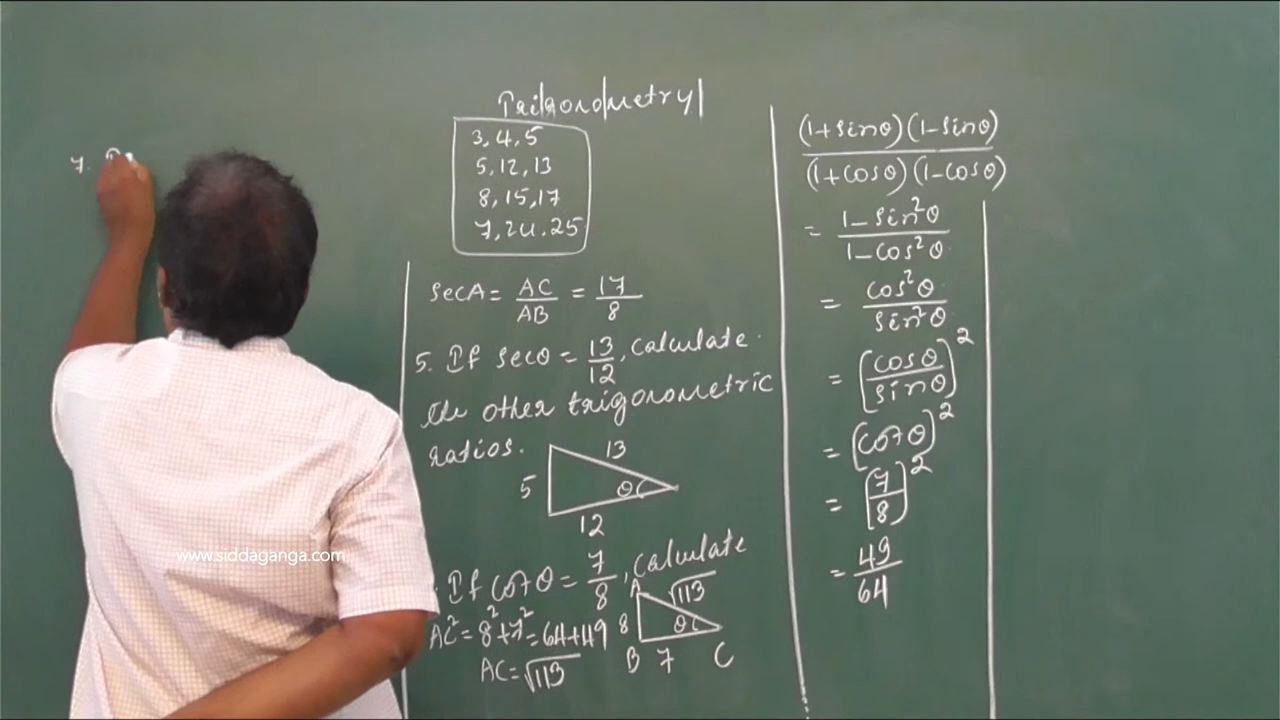 Trigonometry
3, 4, 5
5, 12, 13
8, 15, 17
7, 24, 25
7. If
sec A = AC/AB = 17/8
5. If secθ = 13/12, calculate
the other trigonometric
ratios.
13
5
θ
12
If cotθ = 7/8, calculate
AC² = 8² + 7² = 64 + 49
AC = √113
A
√113
8
θ
B 7 C
(1+sinθ)(1-sinθ)/(1+cosθ)(1-cosθ)
= 1-sin²θ/1-cos²θ
= cos²θ/sin²θ
= [cosθ/sinθ]²
= [cotθ]²
= [7/8]²
= 49/64
www.siddaganga.com